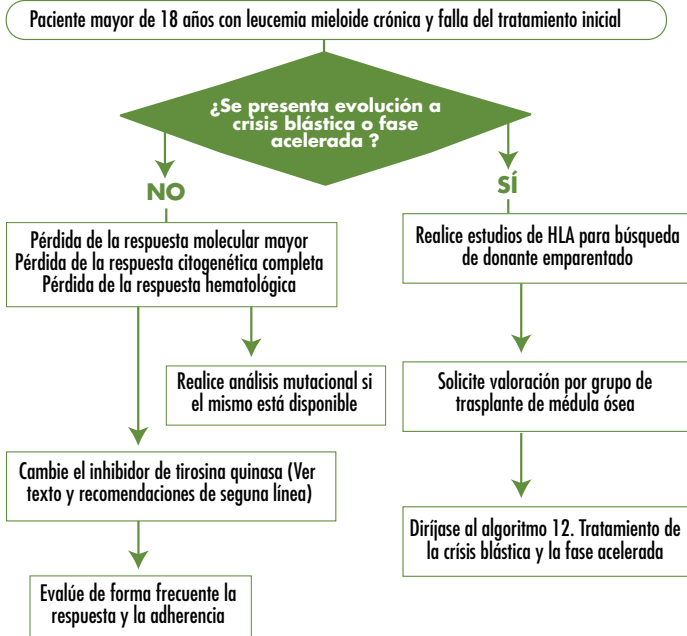 Paciente mayor de 18 años con leucemia mieloide crónica y falla del tratamiento inicial
¿Se presenta evolución a
crisis blástica o fase
acelerada ?
NO
SÍ
Pérdida de la respuesta molecular mayor
Pérdida de la respuesta citogenética completa
Pérdida de la respuesta hematológica
Realice estudios de HLA para búsqueda
de donante emparentado
Realice análisis mutacional si
el mismo está disponible
Solicite valoración por grupo de
trasplante de médula ósea
Cambie el inhibidor de tirosina quinasa (Ver
texto y recomendaciones de seguna línea)
Diríjase al algoritmo 12. Tratamiento de
la crísis blástica y la fase acelerada
Evalúe de forma frecuente la
respuesta y la adherencia